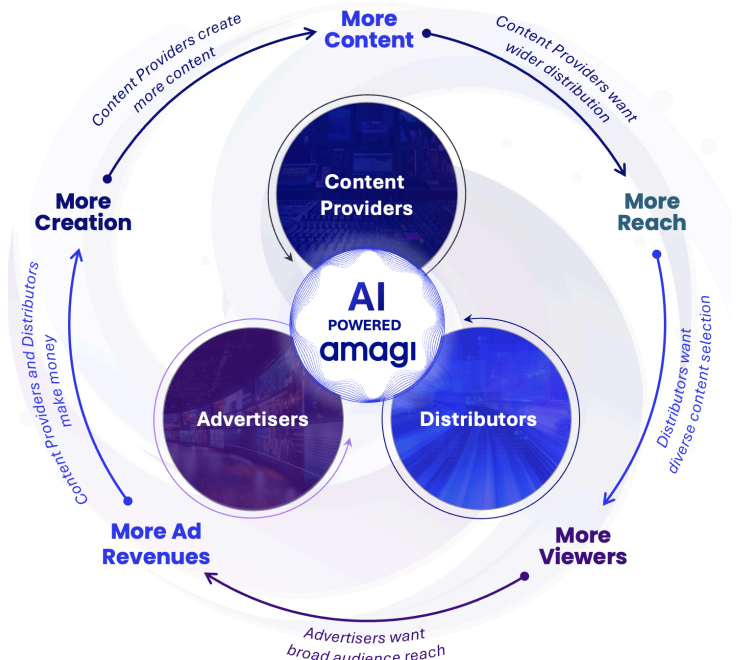 More
Content
Content Providers create
more content
Content Providers want
wider distribution
Content
Providers
More
Creation
More
Reach
AI
POWERED
amagi
Content Providers and Distributors
make money
Distributors want
diverse content selection
Advertisers
Distributors
More Ad
Revenues
More
Viewers
Advertisers want
broad audience reach